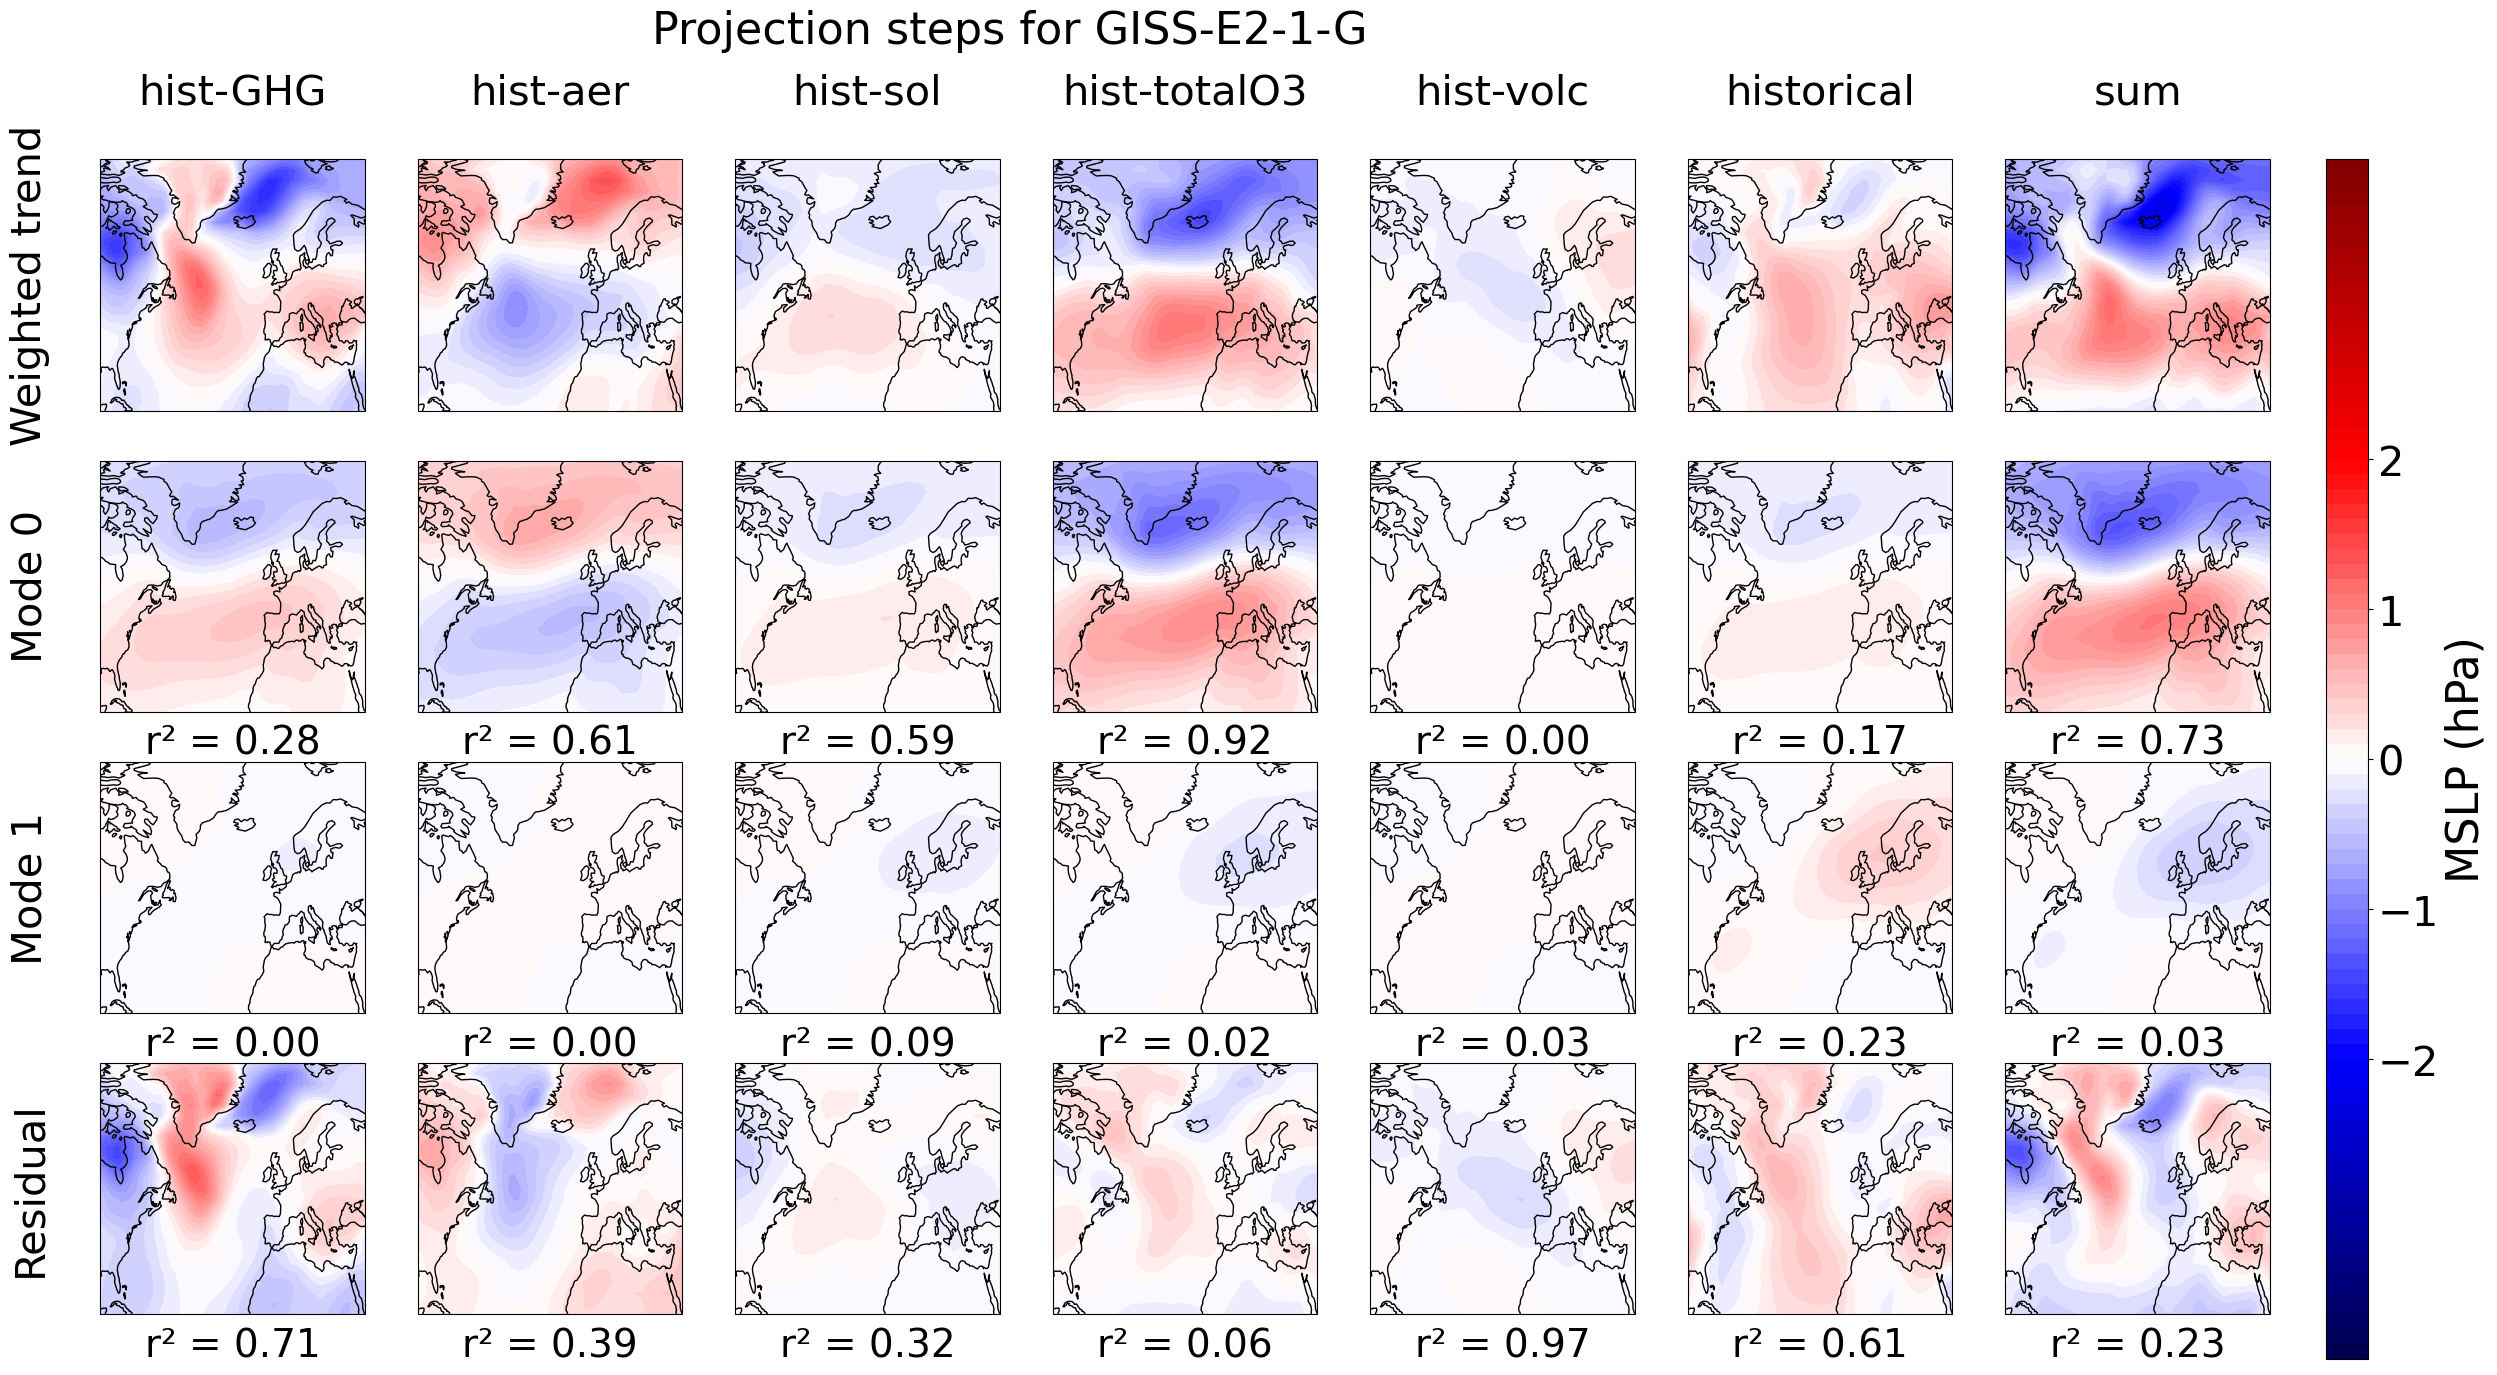 Projection steps for GISS-E2-1-G
hist-GHG hist-aer hist-sol hist-totalO3 hist-volc historical sum
Weighted trend
Mode 0
r² = 0.28 r² = 0.61 r² = 0.59 r² = 0.92 r² = 0.00 r² = 0.17 r² = 0.73
Mode 1
r² = 0.00 r² = 0.00 r² = 0.09 r² = 0.02 r² = 0.03 r² = 0.23 r² = 0.03
Residual
r² = 0.71 r² = 0.39 r² = 0.32 r² = 0.06 r² = 0.97 r² = 0.61 r² = 0.23
2
1
0
−1
−2
MSLP (hPa)